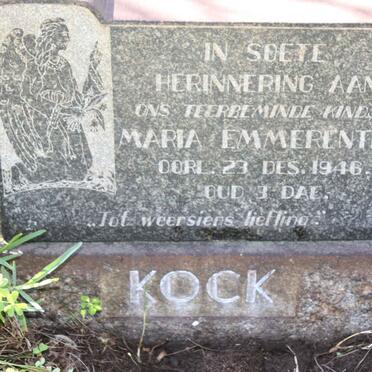 IN SOETE
HERINNERING AAN
ONS TEERBEMINDE KIND
MARIA EMMERENT
OORL. 23 DES. 1946.
OUD 3 DAE.
„Tot weersiens liefling."
KOCK